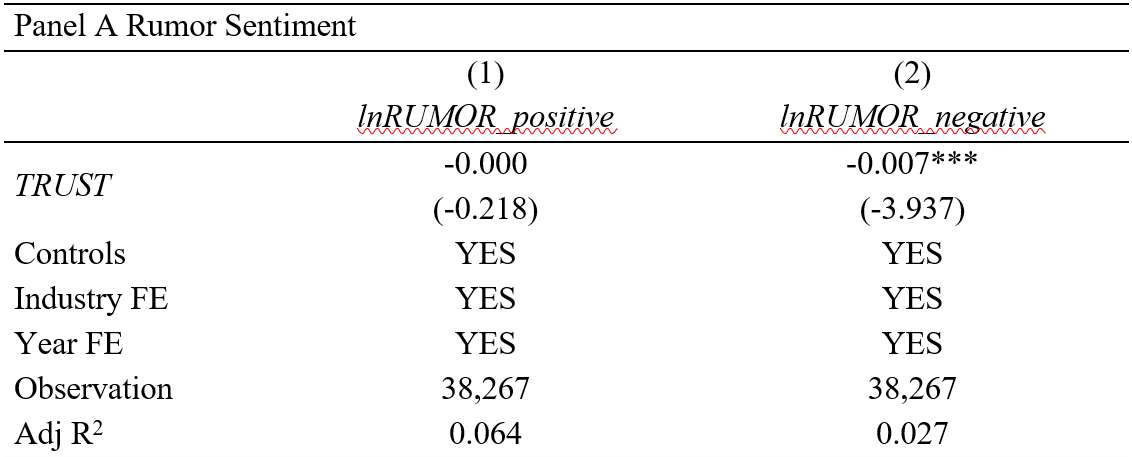 Panel A Rumor Sentiment
(1) (2)
lnRUMOR_positive lnRUMOR_negative
TRUST -0.000 -0.007***
(-0.218) (-3.937)
Controls YES YES
Industry FE YES YES
Year FE YES YES
Observation 38,267 38,267
Adj R² 0.064 0.027